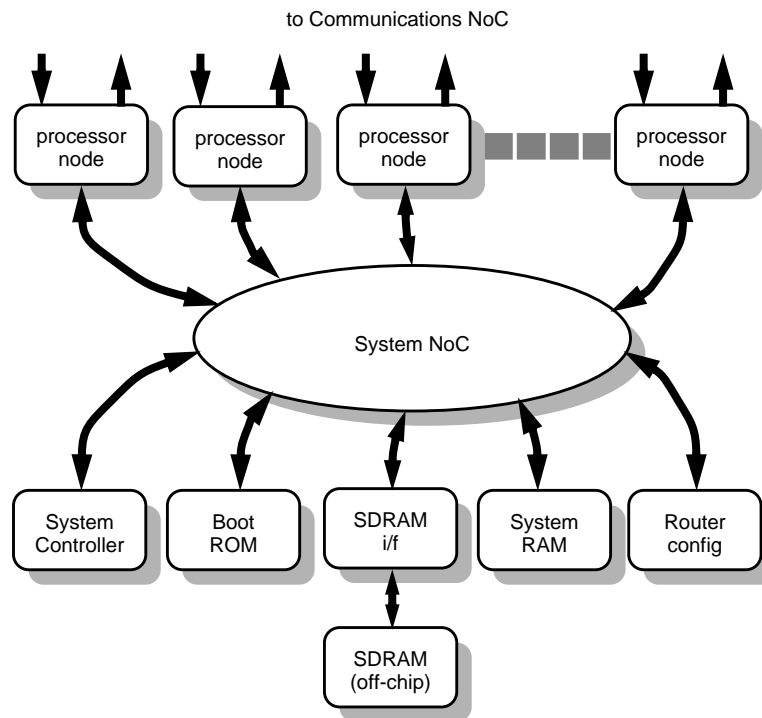 to Communications NoC
processor
node
processor
node
processor
node
processor
node
System NoC
System
Controller
Boot
ROM
SDRAM
i/f
System
RAM
Router
config
SDRAM
(off-chip)